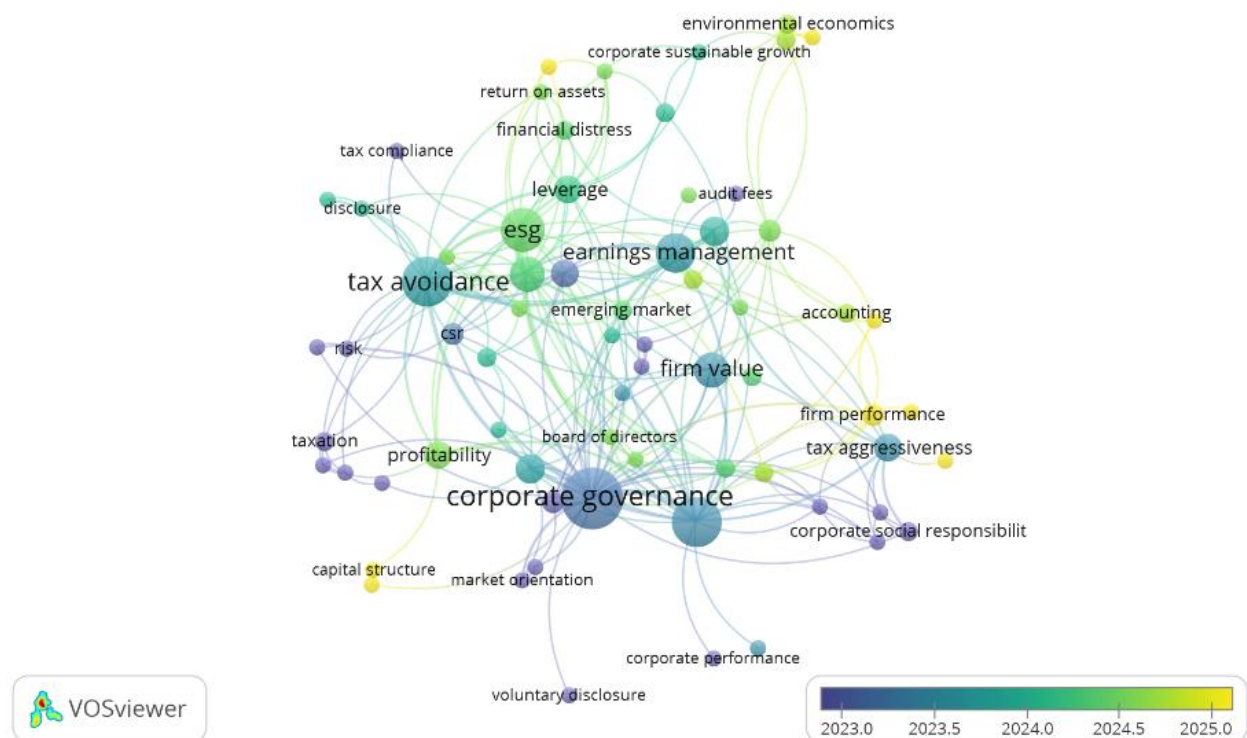 environmental economics
corporate sustainable growth
return on assets
financial distress
tax compliance
leverage
audit fees
disclosure
esg
earnings management
tax avoidance
emerging market
accounting
csr
risk
firm value
firm performance
board of directors
taxation
tax aggressiveness
profitability
corporate governance
corporate social responsibilit
capital structure
market orientation
corporate performance
voluntary disclosure
VOSviewer
2023.0 2023.5 2024.0 2024.5 2025.0